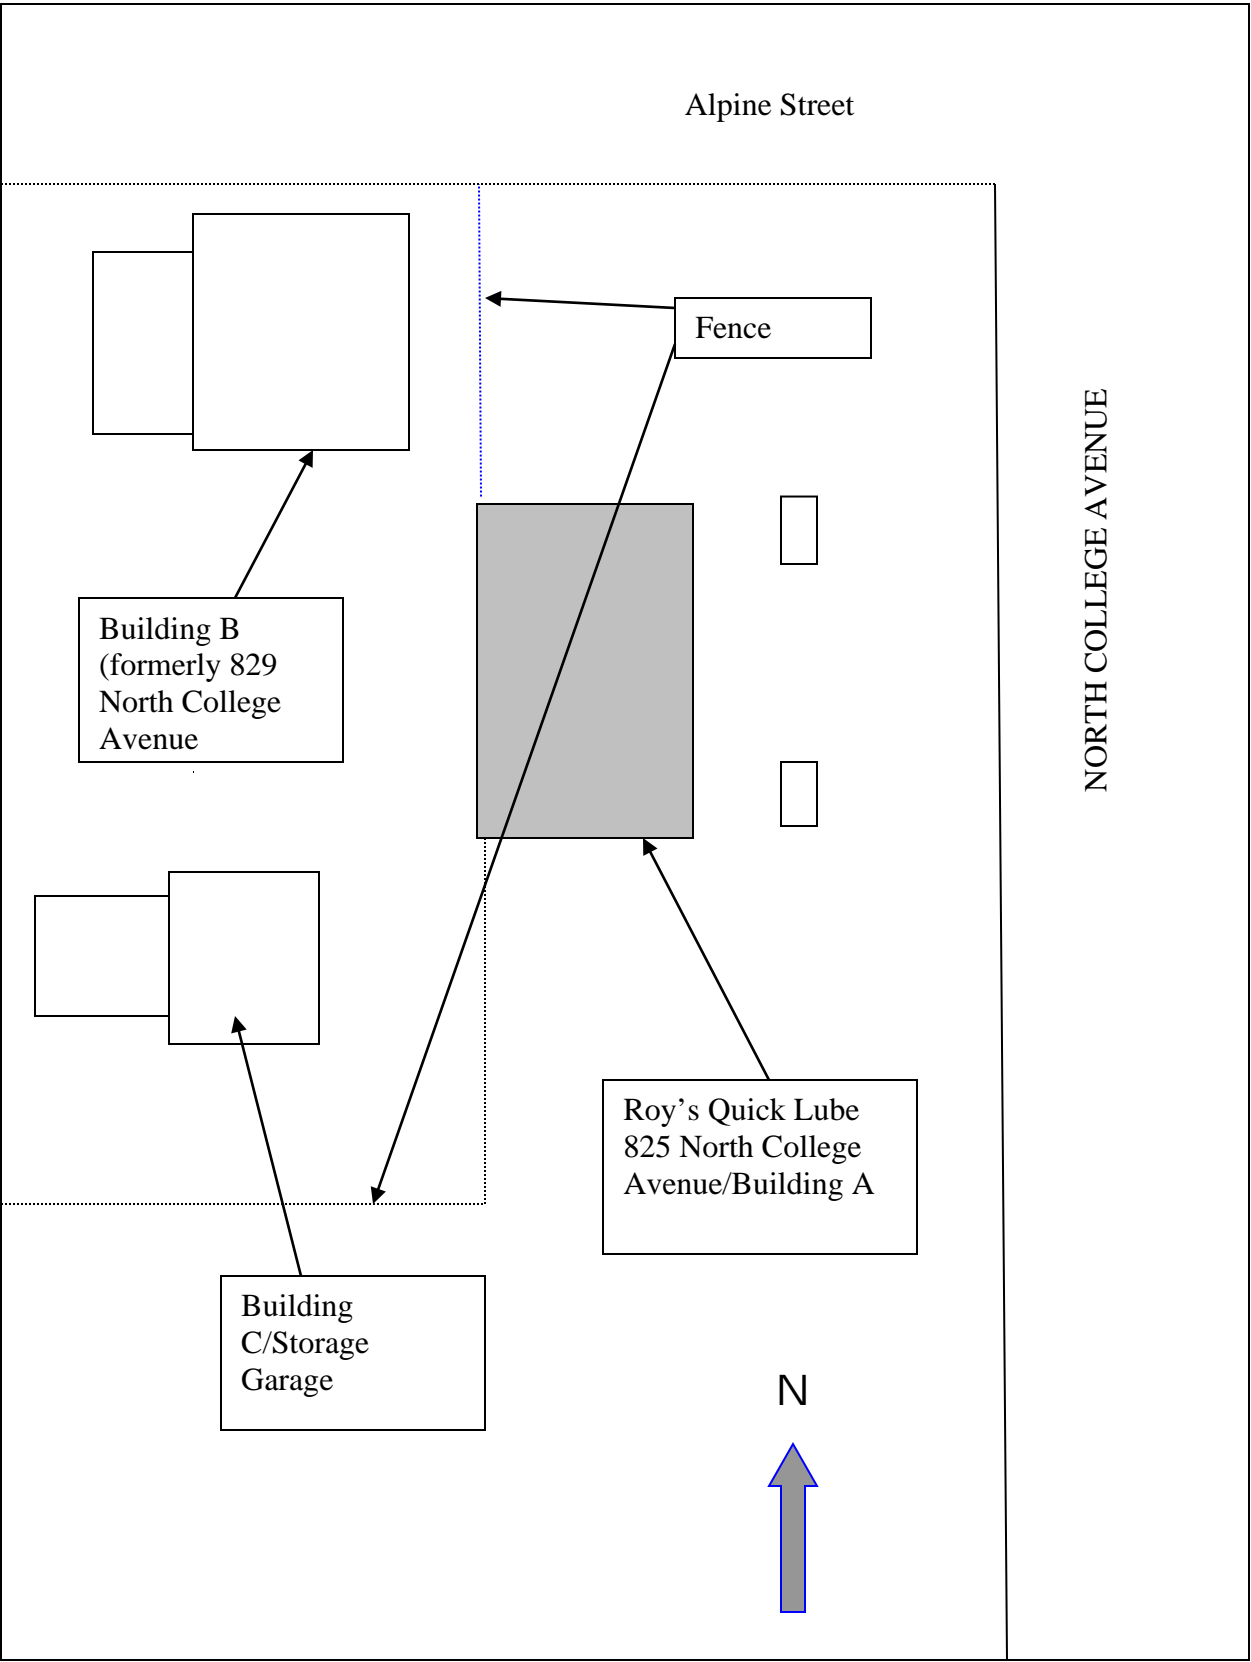 Alpine Street
Fence
NORTH COLLEGE AVENUE
Building B
(formerly 829
North College
Avenue
Roy’s Quick Lube
825 North College
Avenue/Building A
Building
C/Storage
Garage
N